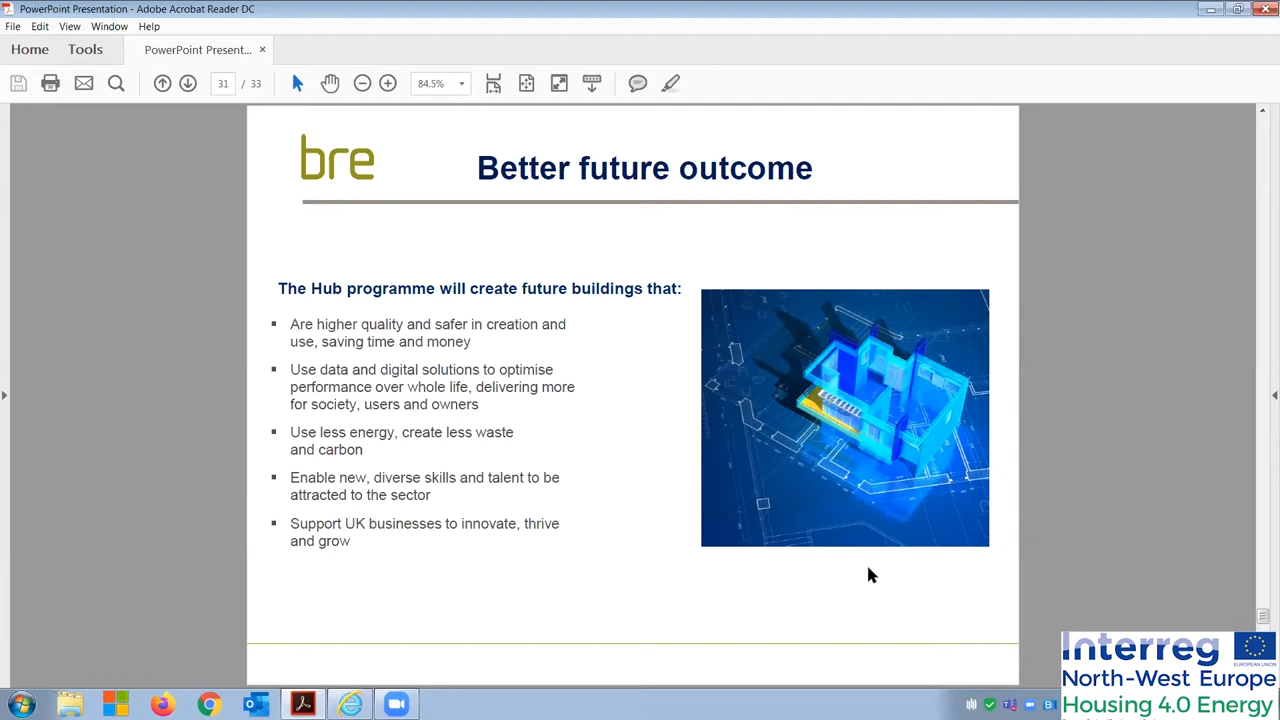 PowerPoint Presentation - Adobe Acrobat Reader DC
File Edit View Window Help
Home Tools PowerPoint Present... ×
31 / 33 84.5%
bre
Better future outcome
The Hub programme will create future buildings that:
▪ Are higher quality and safer in creation and
use, saving time and money
▪ Use data and digital solutions to optimise
performance over whole life, delivering more
for society, users and owners
▪ Use less energy, create less waste
and carbon
▪ Enable new, diverse skills and talent to be
attracted to the sector
▪ Support UK businesses to innovate, thrive
and grow
Interreg
EUROPEAN UNION
North-West Europe
Housing 4.0 Energy